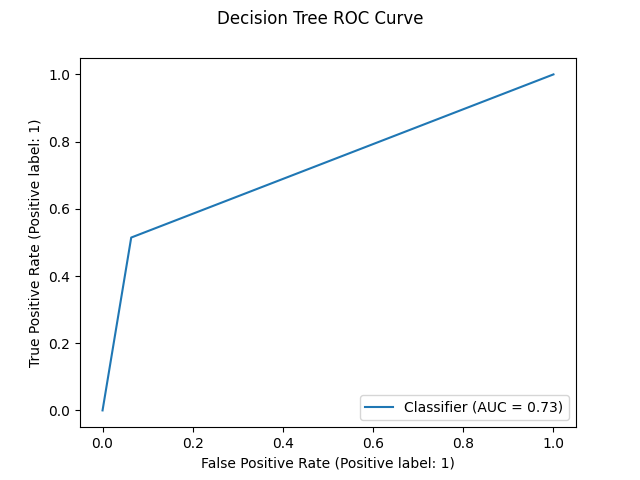 Decision Tree ROC Curve
True Positive Rate (Positive label: 1)
1.0
0.8
0.6
0.4
0.2
0.0
Classifier (AUC = 0.73)
0.0 0.2 0.4 0.6 0.8 1.0
False Positive Rate (Positive label: 1)